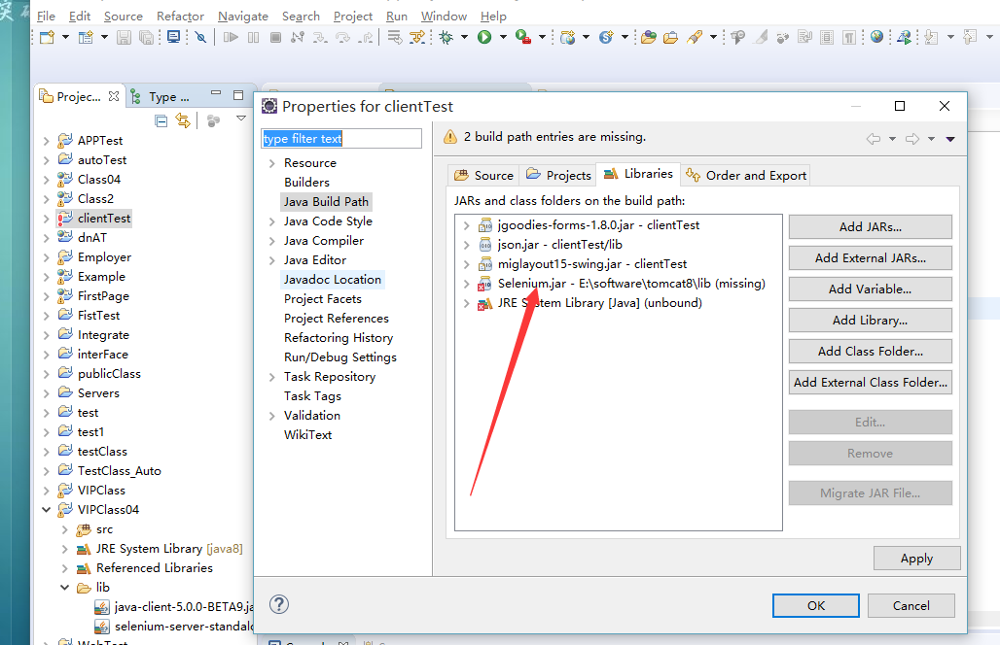 File Edit Source Refactor Navigate Search Project Run Window Help
Projec... Type ...
APPTest
autoTest
Class04
Class2
clientTest
dnAT
Employer
Example
FirstPage
FistTest
Integrate
interFace
publicClass
Servers
test
test1
testClass
TestClass_Auto
VIPClass
VIPClass04
src
JRE System Library [java8]
Referenced Libraries
lib
java-client-5.0.0-BETA9.ja
selenium-server-standalo
WebTest
Properties for clientTest
type filter text
Resource
Builders
Java Build Path
Java Code Style
Java Compiler
Java Editor
Javadoc Location
Project Facets
Project References
Refactoring History
Run/Debug Settings
Task Repository
Task Tags
Validation
WikiText
2 build path entries are missing.
Source Projects Libraries Order and Export
JARs and class folders on the build path:
jgoodies-forms-1.8.0.jar - clientTest
json.jar - clientTest/lib
miglayout15-swing.jar - clientTest
Selenium.jar - E:\software\tomcat8\lib (missing)
JRE System Library [Java] (unbound)
Add JARs...
Add External JARs...
Add Variable...
Add Library...
Add Class Folder...
Add External Class Folder...
Edit...
Remove
Migrate JAR File...
Apply
OK Cancel